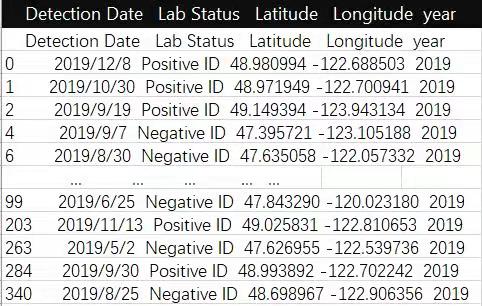 Detection Date Lab Status Latitude Longitude year
Detection Date Lab Status Latitude Longitude year
0 2019/12/8 Positive ID 48.980994 -122.688503 2019
1 2019/10/30 Positive ID 48.971949 -122.700941 2019
2 2019/9/19 Positive ID 49.149394 -123.943134 2019
4 2019/9/7 Negative ID 47.395721 -123.105188 2019
6 2019/8/30 Negative ID 47.635058 -122.057332 2019
... ... ... ... ...
99 2019/6/25 Negative ID 47.843290 -120.023180 2019
203 2019/11/13 Positive ID 49.025831 -122.810653 2019
263 2019/5/2 Negative ID 47.626955 -122.539736 2019
284 2019/9/30 Positive ID 48.993892 -122.702242 2019
340 2019/8/25 Negative ID 48.698967 -122.906356 2019